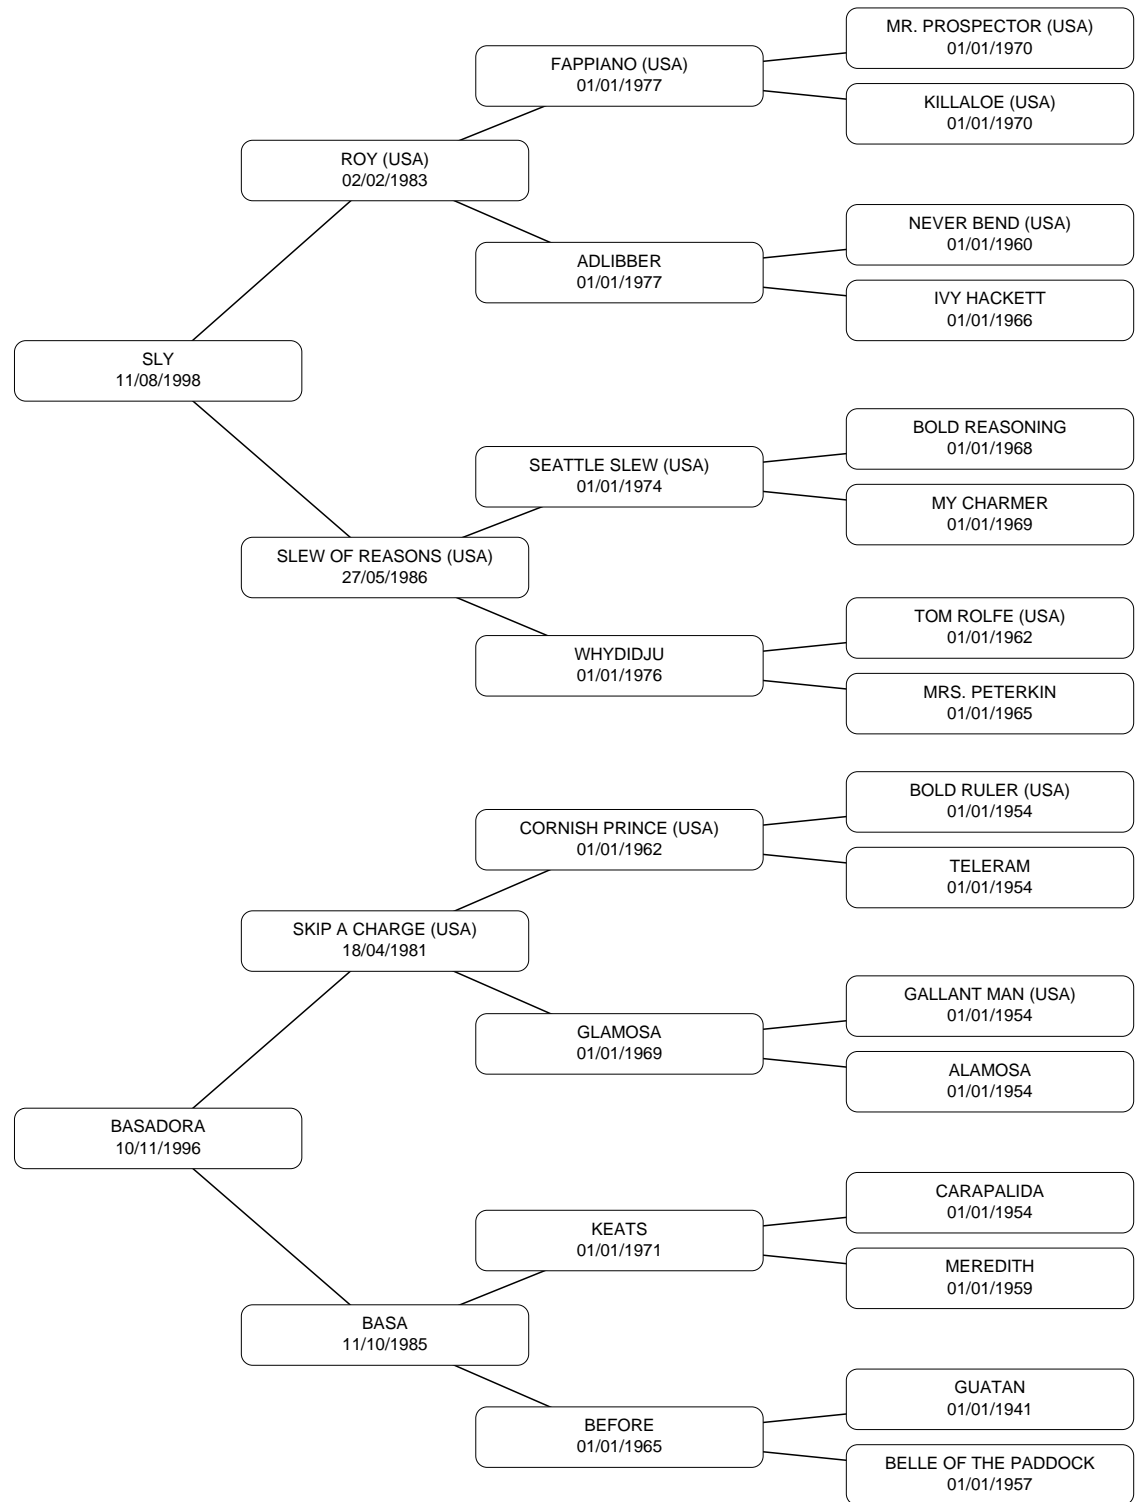 MR. PROSPECTOR (USA)
01/01/1970
FAPPIANO (USA)
01/01/1977
KILLALOE (USA)
01/01/1970
ROY (USA)
02/02/1983
NEVER BEND (USA)
01/01/1960
ADLIBBER
01/01/1977
IVY HACKETT
01/01/1966
SLY
11/08/1998
BOLD REASONING
01/01/1968
SEATTLE SLEW (USA)
01/01/1974
MY CHARMER
01/01/1969
SLEW OF REASONS (USA)
27/05/1986
TOM ROLFE (USA)
01/01/1962
WHYDIDJU
01/01/1976
MRS. PETERKIN
01/01/1965
BOLD RULER (USA)
01/01/1954
CORNISH PRINCE (USA)
01/01/1962
TELERAM
01/01/1954
SKIP A CHARGE (USA)
18/04/1981
GALLANT MAN (USA)
01/01/1954
GLAMOSA
01/01/1969
ALAMOSA
01/01/1954
BASADORA
10/11/1996
CARAPALIDA
01/01/1954
KEATS
01/01/1971
MEREDITH
01/01/1959
BASA
11/10/1985
GUATAN
01/01/1941
BEFORE
01/01/1965
BELLE OF THE PADDOCK
01/01/1957